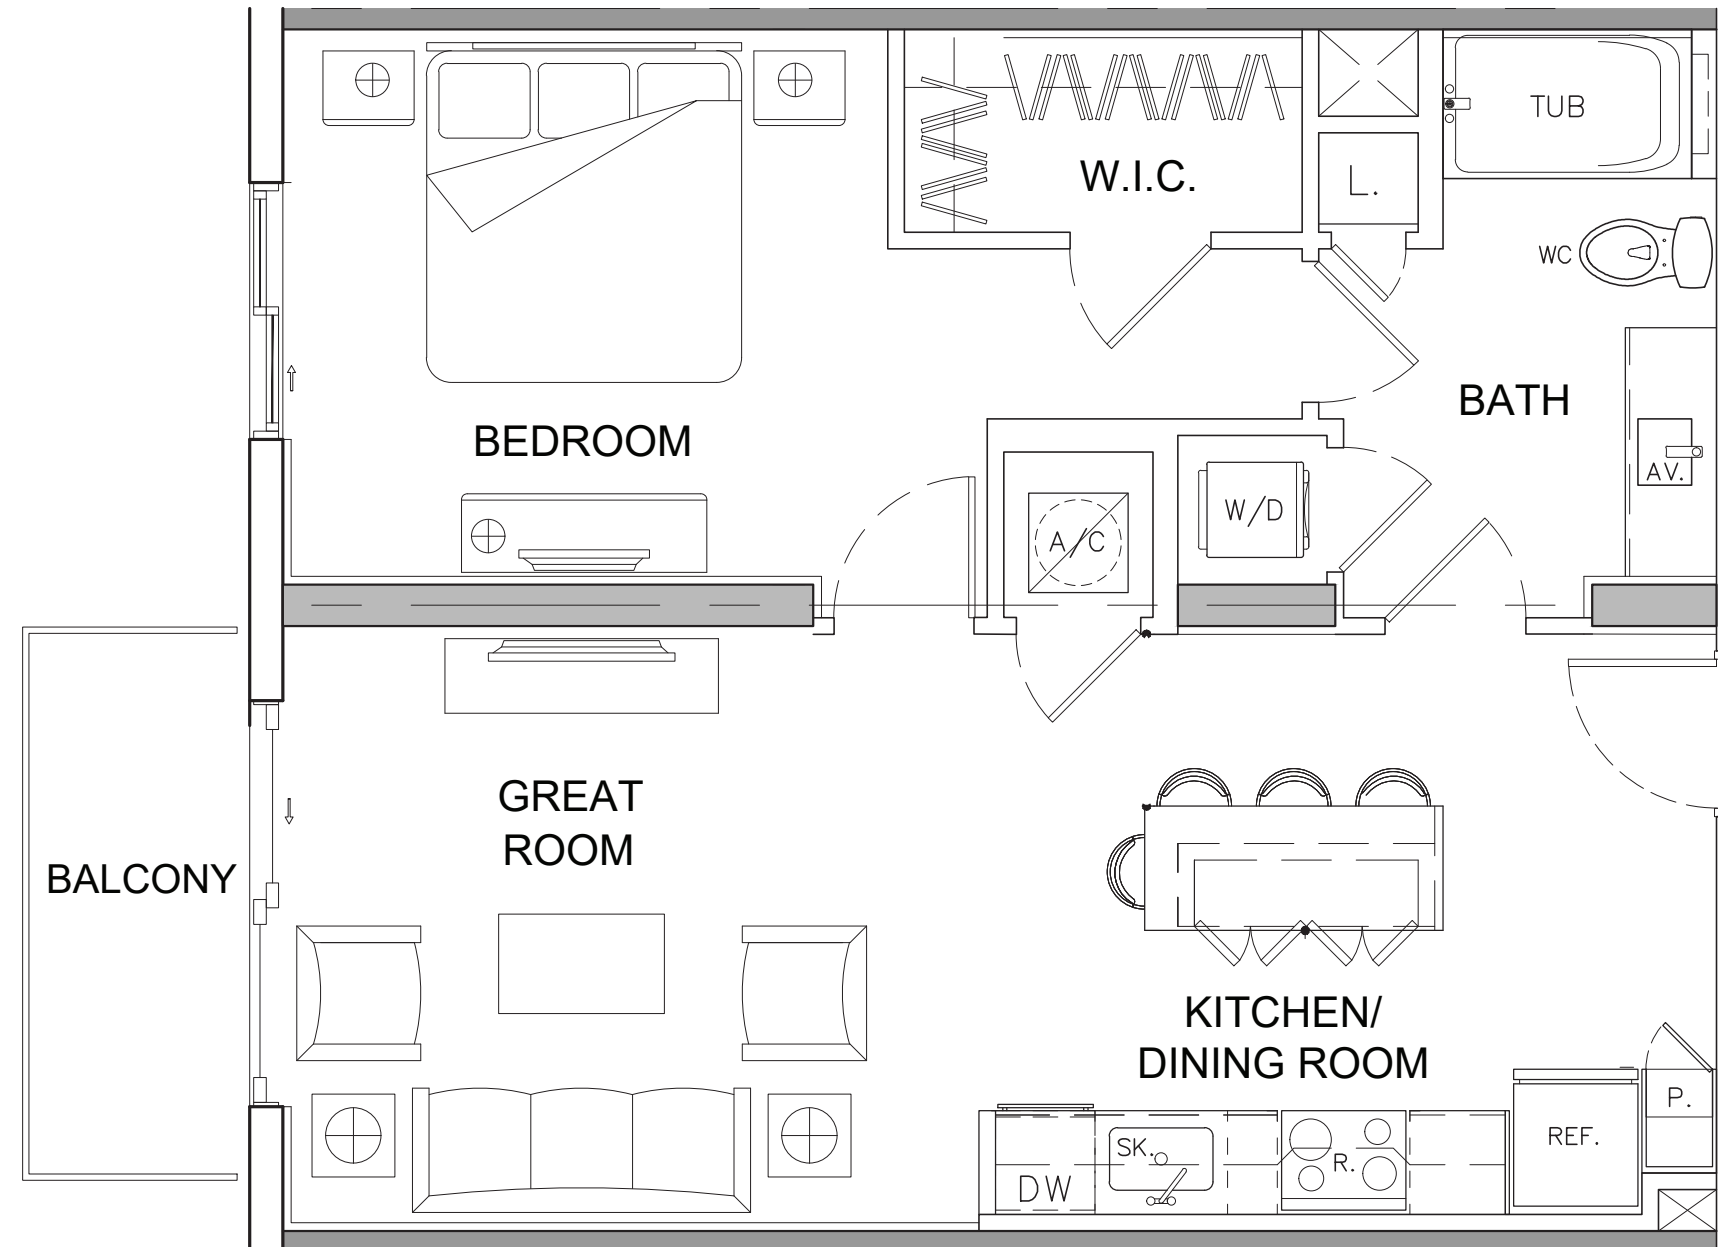 TUB
W.I.C.
L.
WC
BATH
BEDROOM
AV.
W/D
A/C
GREAT
ROOM
BALCONY
KITCHEN/
DINING ROOM
P.
REF.
SK.
R.
DW